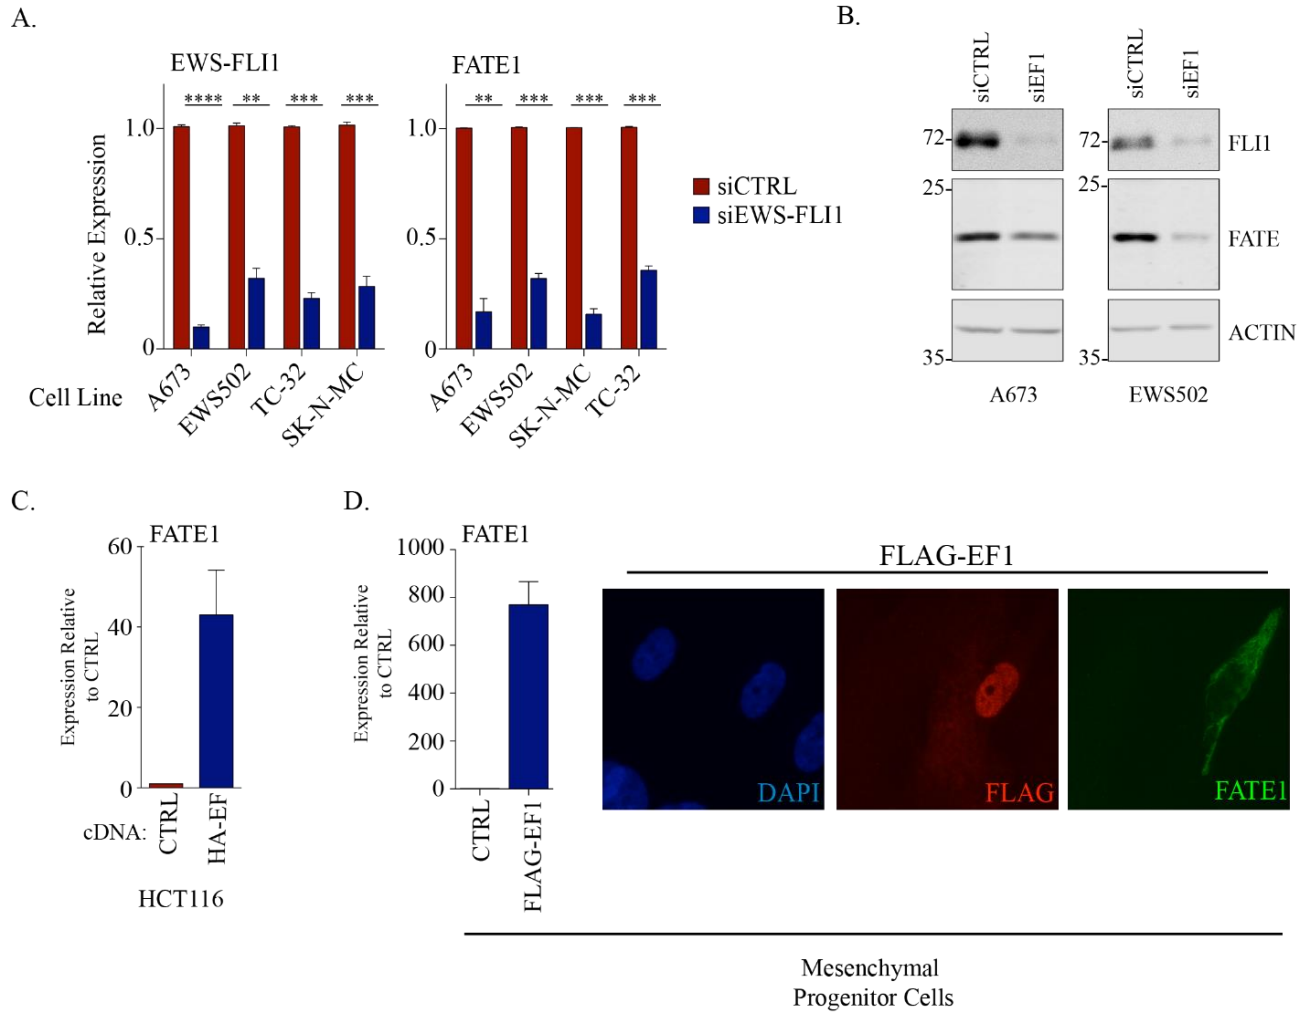 A.
EWS-FLI1
**** ** *** ***
1.0
0.5
0
Relative Expression
A673
EWS502
TC-32
SK-N-MC
Cell Line
FATE1
** *** *** ***
1.0
0.5
0
A673
EWS502
SK-N-MC
TC-32
siCTRL
siEWS-FLI1
B.
siCTRL siEF1 siCTRL siEF1
72 72 FLI1
25 25
FATE
ACTIN
35 35
A673 EWS502
C.
FATE1
60
40
20
0
Expression Relative
to CTRL
cDNA: CTRL HA-EF
HCT116
D.
FATE1
1000
800
600
400
200
0
Expression Relative
to CTRL
CTRL FLAG-EF1
FLAG-EF1
DAPI FLAG FATE1
Mesenchymal
Progenitor Cells